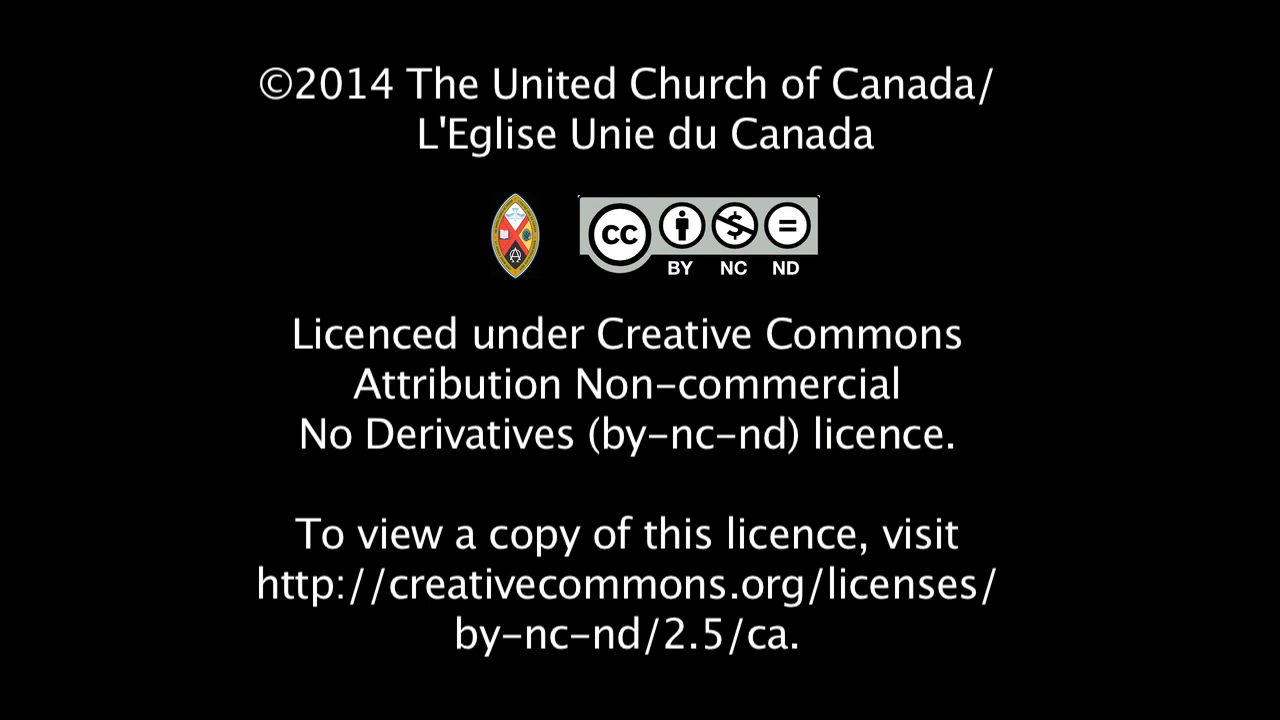 ©2014 The United Church of Canada/
L'Eglise Unie du Canada
cc
BY NC ND
Licenced under Creative Commons
Attribution Non-commercial
No Derivatives (by-nc-nd) licence.
To view a copy of this licence, visit
http://creativecommons.org/licenses/
by-nc-nd/2.5/ca.